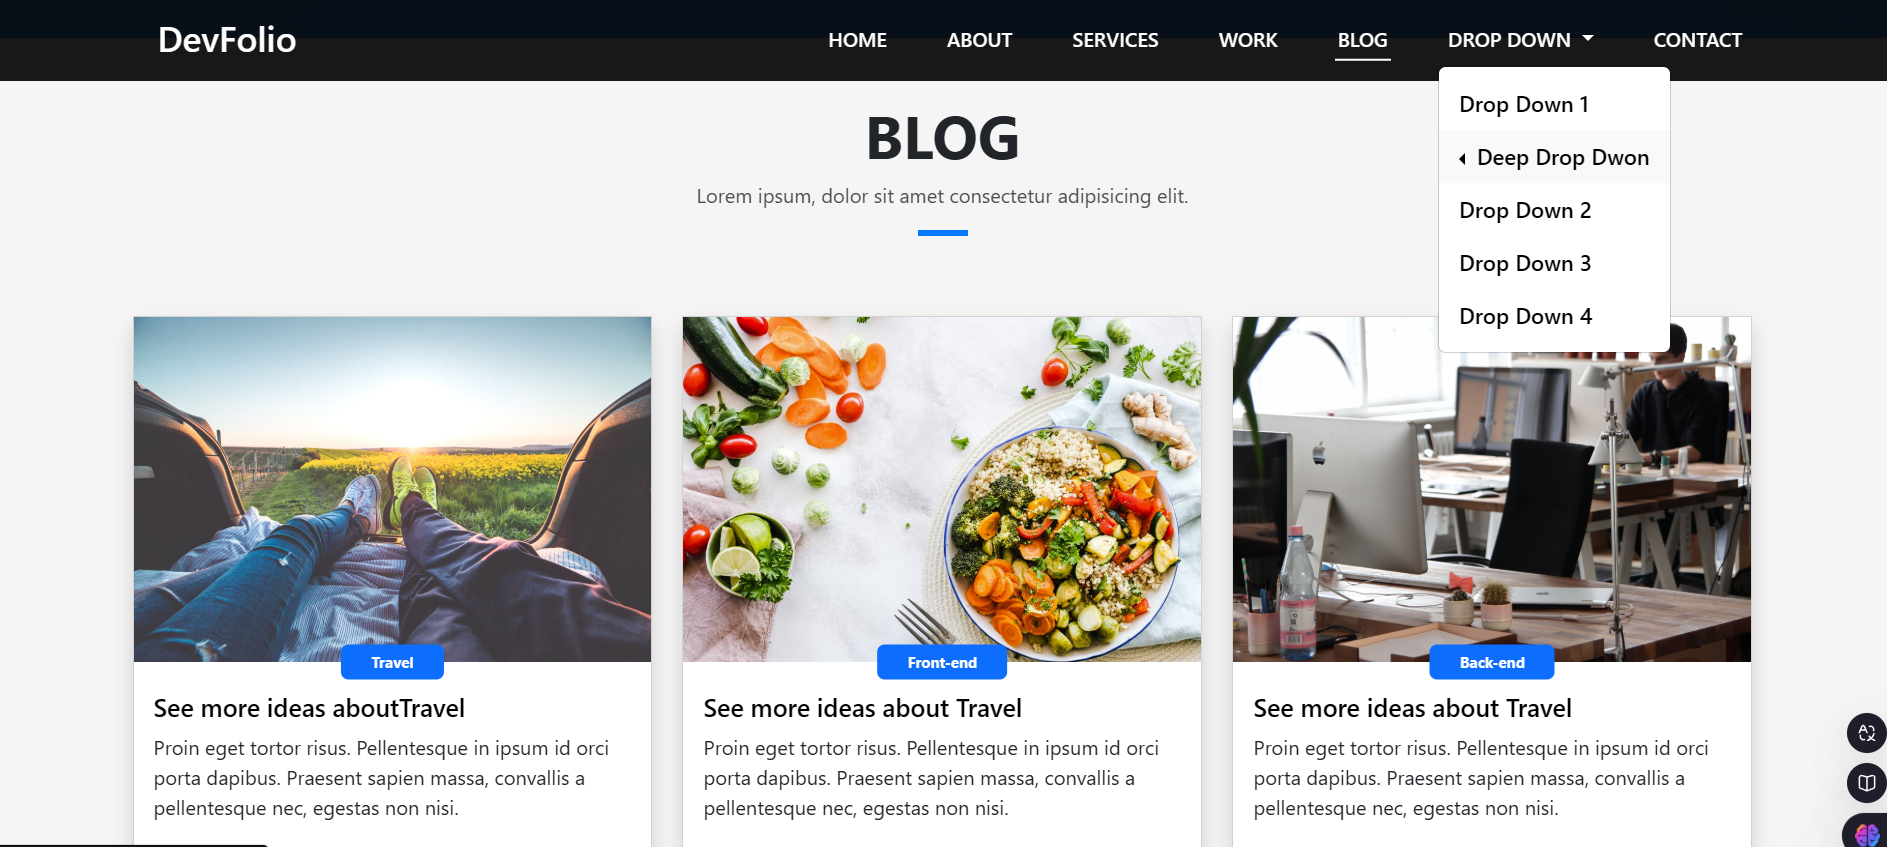 DevFolio
HOME ABOUT SERVICES WORK BLOG DROP DOWN CONTACT
Drop Down 1
Deep Drop Dwon
Drop Down 2
Drop Down 3
Drop Down 4
BLOG
Lorem ipsum, dolor sit amet consectetur adipisicing elit.
Travel
See more ideas aboutTravel
Proin eget tortor risus. Pellentesque in ipsum id orci
porta dapibus. Praesent sapien massa, convallis a
pellentesque nec, egestas non nisi.
Front-end
See more ideas about Travel
Proin eget tortor risus. Pellentesque in ipsum id orci
porta dapibus. Praesent sapien massa, convallis a
pellentesque nec, egestas non nisi.
Back-end
See more ideas about Travel
Proin eget tortor risus. Pellentesque in ipsum id orci
porta dapibus. Praesent sapien massa, convallis a
pellentesque nec, egestas non nisi.